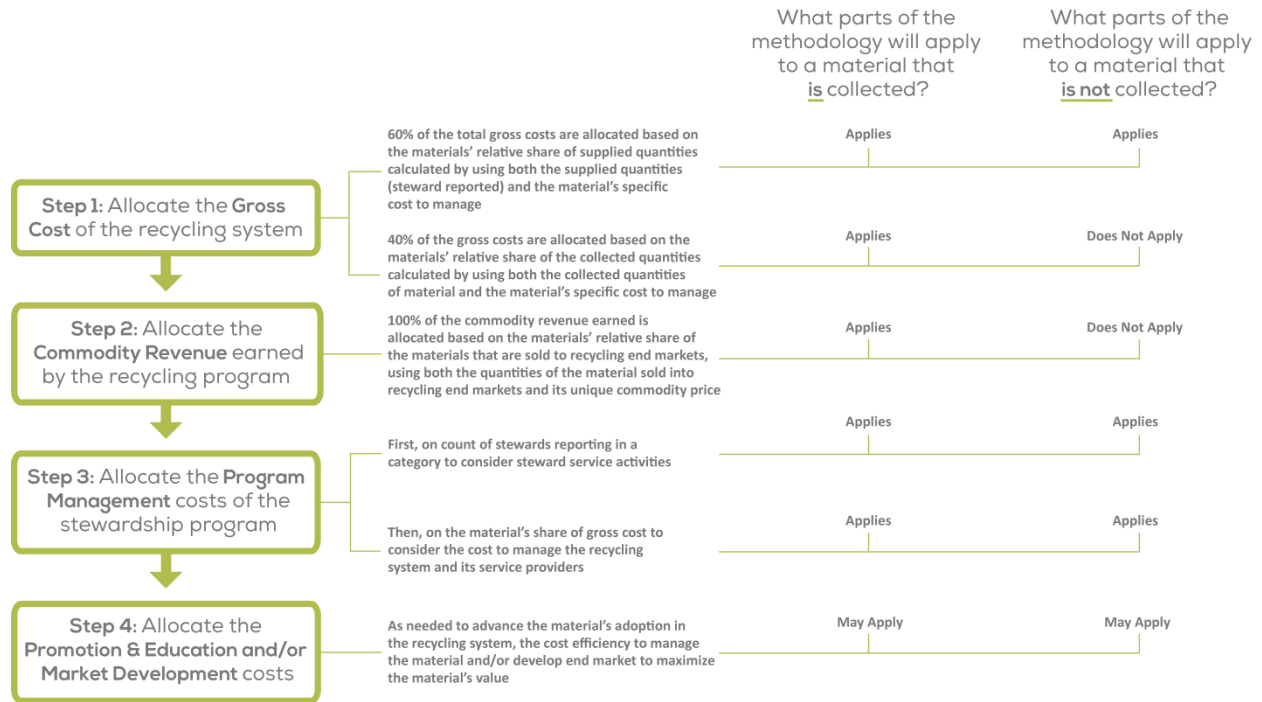 What parts of the
methodology will apply
to a material that
is collected?
What parts of the
methodology will apply
to a material that
is not collected?
Step 1: Allocate the Gross
Cost of the recycling system
60% of the total gross costs are allocated based on
the materials' relative share of supplied quantities
calculated by using both the supplied quantities
(steward reported) and the material's specific
cost to manage
Applies
Applies
40% of the gross costs are allocated based on the
materials' relative share of the collected quantities
calculated by using both the collected quantities
of material and the material's specific cost to manage
Applies
Does Not Apply
Step 2: Allocate the
Commodity Revenue earned
by the recycling program
100% of the commodity revenue earned is
allocated based on the materials' relative share of
the materials that are sold to recycling end markets,
using both the quantities of the material sold into
recycling end markets and its unique commodity price
Applies
Does Not Apply
Step 3: Allocate the Program
Management costs of the
stewardship program
First, on count of stewards reporting in a
category to consider steward service activities
Applies
Applies
Then, on the material's share of gross cost to
consider the cost to manage the recycling
system and its service providers
Applies
Applies
Step 4: Allocate the
Promotion & Education and/or
Market Development costs
As needed to advance the material's adoption in
the recycling system, the cost efficiency to manage
the material and/or develop end market to maximize
the material's value
May Apply
May Apply